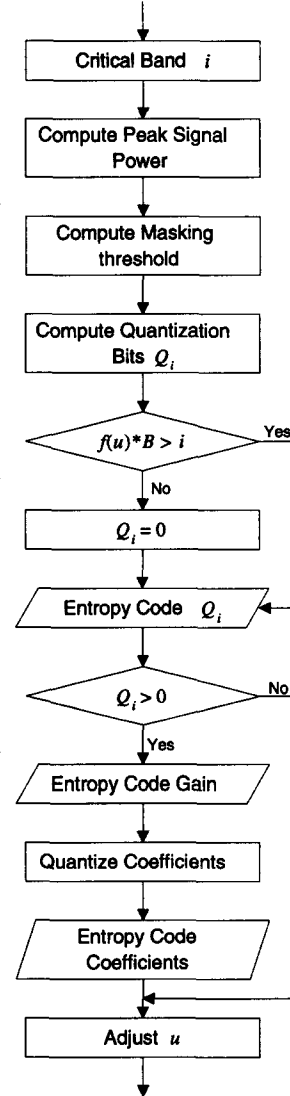 Critical Band i
Compute Peak Signal
Power
Compute Masking
threshold
Compute Quantization
Bits Q_i
f(u)*B > i
Yes
No
Q_i = 0
Entropy Code Q_i
Q_i > 0
No
Yes
Entropy Code Gain
Quantize Coefficients
Entropy Code
Coefficients
Adjust u